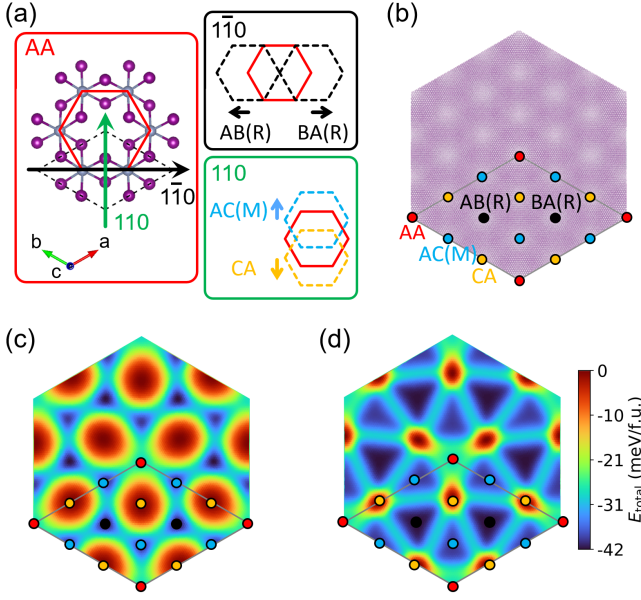 (a)
AA
110
11̅0
b
a
c
11̅0
AB(R)
BA(R)
110
AC(M)
CA
(b)
AB(R)
BA(R)
AA
AC(M)
CA
(c)
(d)
0
-10
-21
-31
-42
E_total (meV/f.u.)